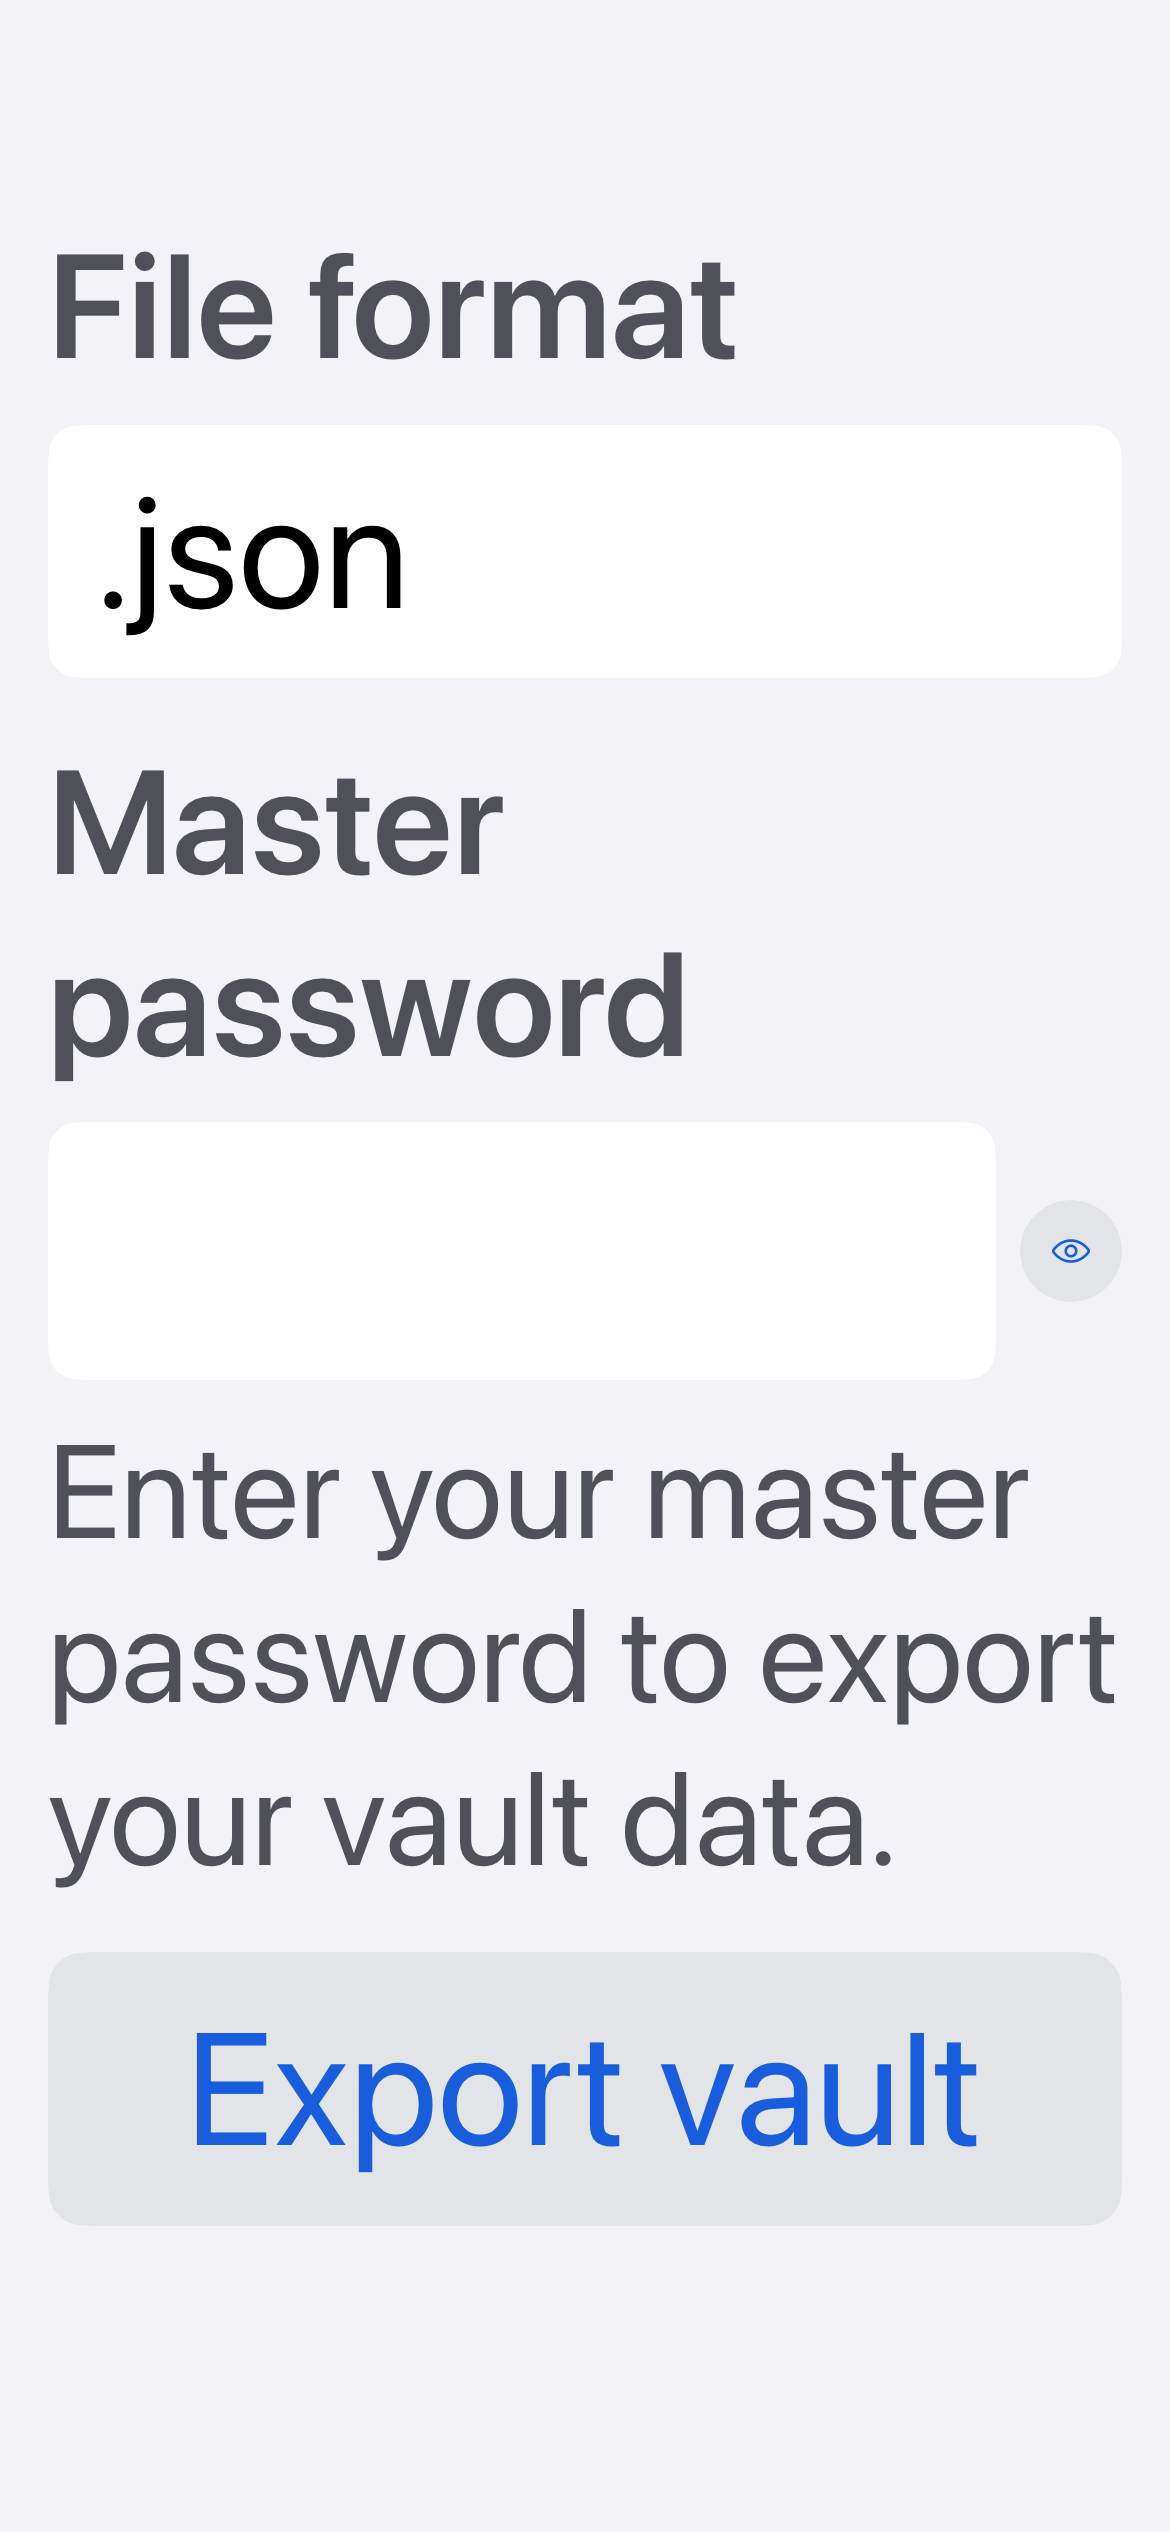 File format
.json
Master
password
Enter your master
password to export
your vault data.
Export vault